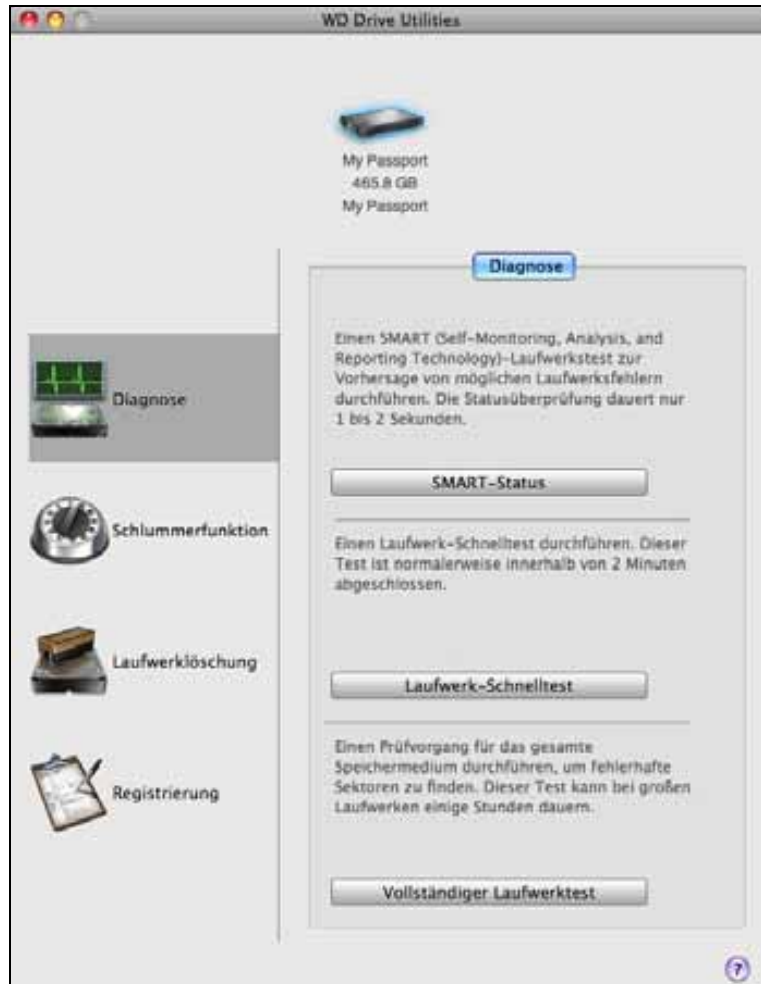 WD Drive Utilities
My Passport
465.8 GB
My Passport
Diagnose
Schlummerfunktion
Laufwerklöschung
Registrierung
Diagnose
Einen SMART (Self-Monitoring, Analysis, and
Reporting Technology)-Laufwerkstest zur
Vorhersage von möglichen Laufwerksfehlern
durchführen. Die Statusüberprüfung dauert nur
1 bis 2 Sekunden.
SMART-Status
Einen Laufwerk-Schnelltest durchführen. Dieser
Test ist normalerweise innerhalb von 2 Minuten
abgeschlossen.
Laufwerk-Schnelltest
Einen Prüfvorgang für das gesamte
Speichermedium durchführen, um fehlerhafte
Sektoren zu finden. Dieser Test kann bei großen
Laufwerken einige Stunden dauern.
Vollständiger Laufwerktest
?